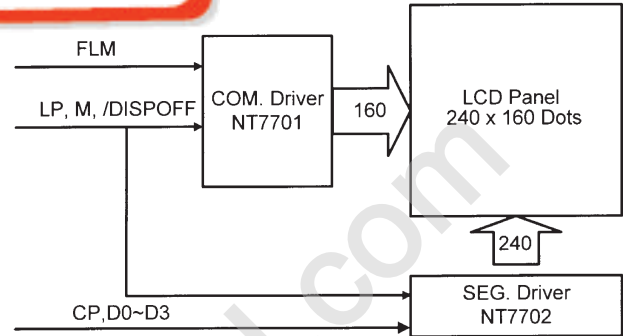 FLM
LP, M, /DISPOFF
COM. Driver
NT7701
160
LCD Panel
240 x 160 Dots
240
CP,D0~D3
SEG. Driver
NT7702
.com